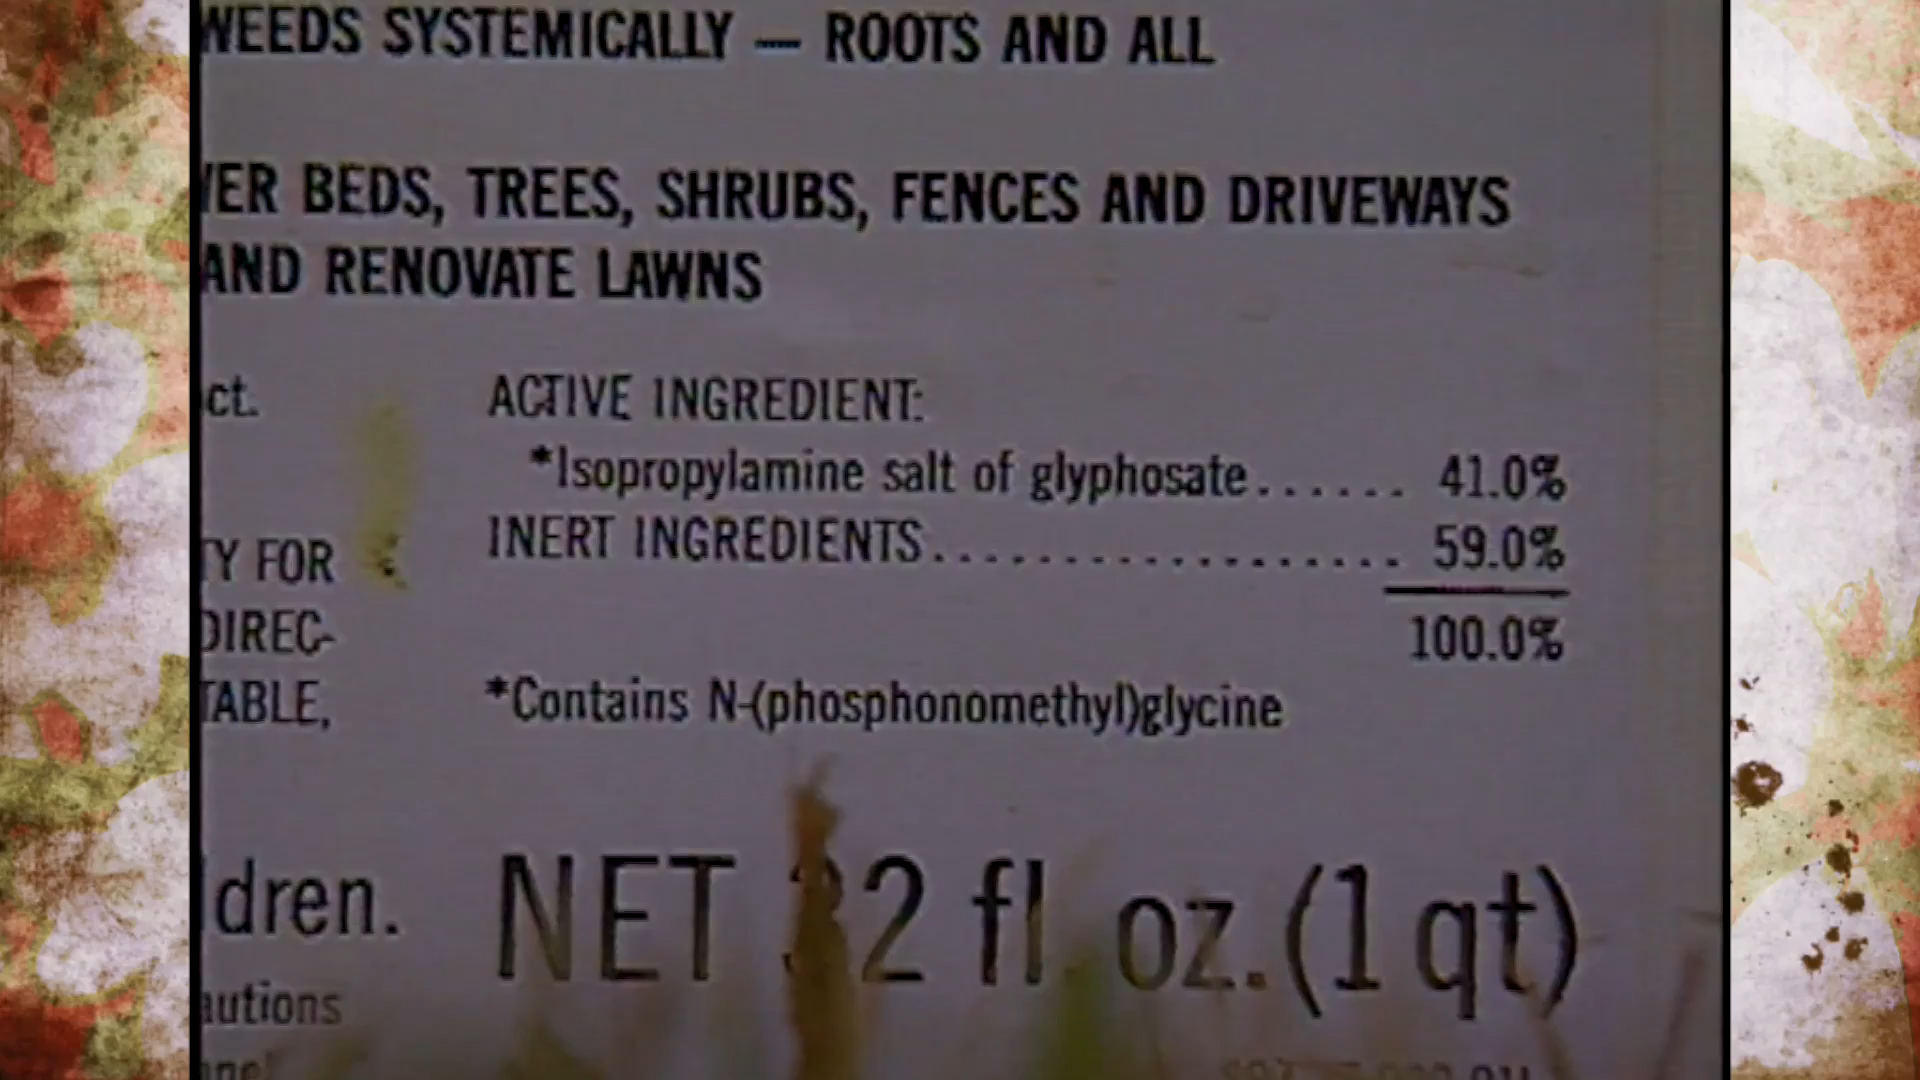 WEEDS SYSTEMICALLY — ROOTS AND ALL
ER BEDS, TREES, SHRUBS, FENCES AND DRIVEWAYS
AND RENOVATE LAWNS
ct.
ACTIVE INGREDIENT:
*Isopropylamine salt of glyphosate...... 41.0%
INERT INGREDIENTS.................. 59.0%
100.0%
TY FOR
DIREC-
TABLE,
*Contains N-(phosphonomethyl)glycine
dren.
NET 32 fl oz. (1 qt)
autions